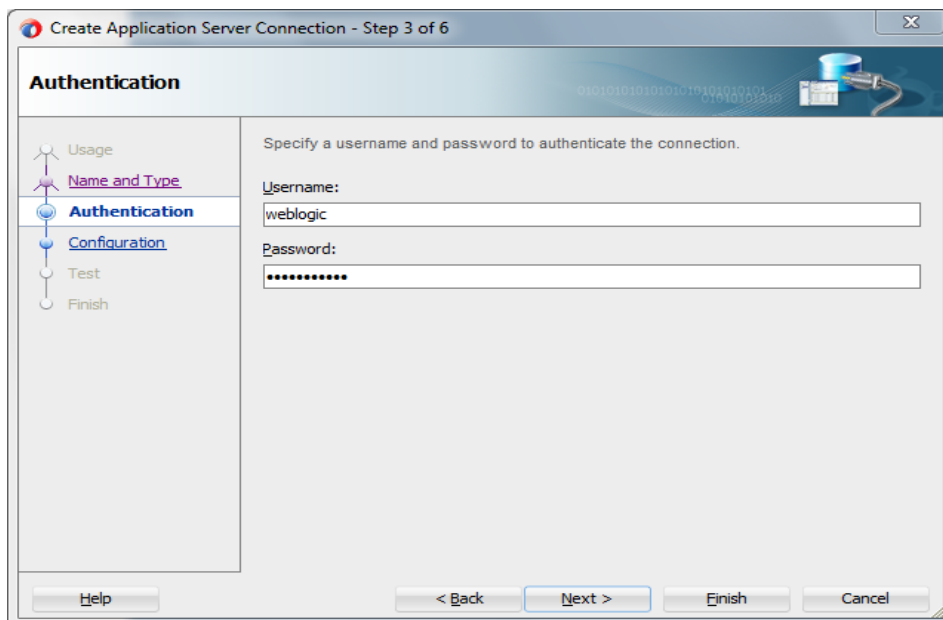 Create Application Server Connection - Step 3 of 6
Authentication
Usage
Name and Type
Authentication
Configuration
Test
Finish
Specify a username and password to authenticate the connection.
Username:
weblogic
Password:
•••••••••••
Help
< Back
Next >
Finish
Cancel